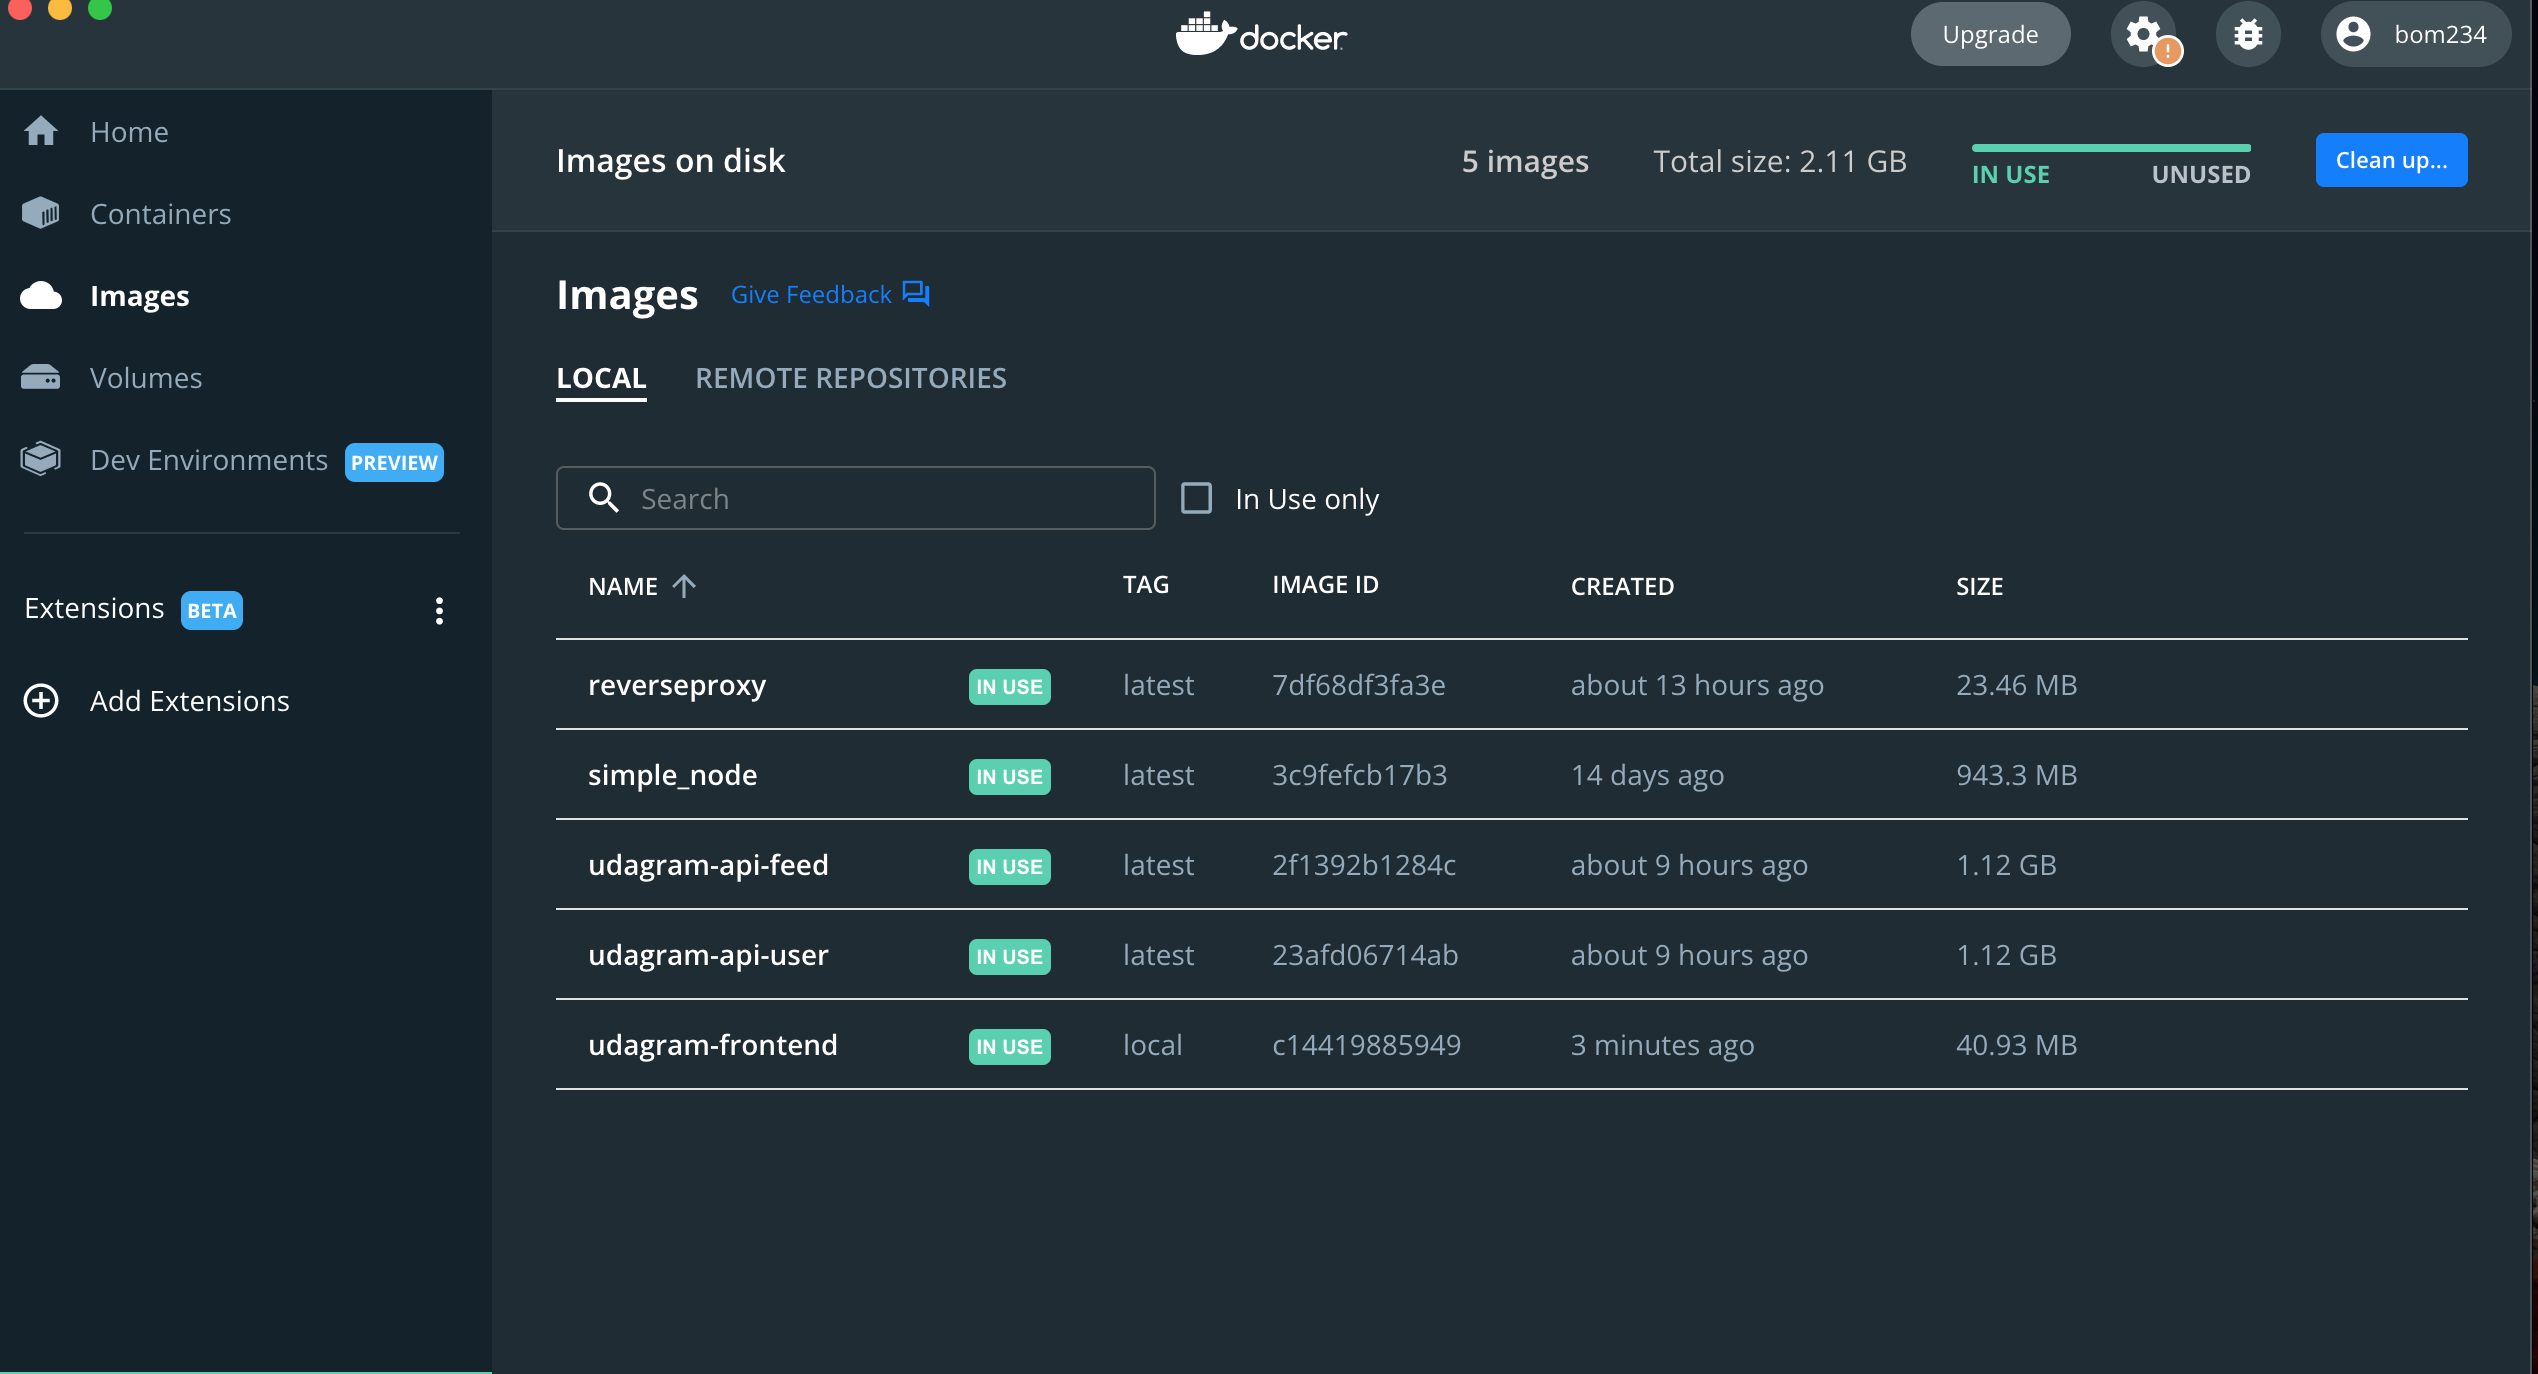 docker
Upgrade
!
bom234
Home
Containers
Images
Volumes
Dev Environments PREVIEW
Extensions BETA
Add Extensions
Images on disk
5 images
Total size: 2.11 GB
IN USE UNUSED
Clean up...
Images Give Feedback
LOCAL REMOTE REPOSITORIES
Search
In Use only
NAME TAG IMAGE ID CREATED SIZE
reverseproxy IN USE latest 7df68df3fa3e about 13 hours ago 23.46 MB
simple_node IN USE latest 3c9fefcb17b3 14 days ago 943.3 MB
udagram-api-feed IN USE latest 2f1392b1284c about 9 hours ago 1.12 GB
udagram-api-user IN USE latest 23afd06714ab about 9 hours ago 1.12 GB
udagram-frontend IN USE local c14419885949 3 minutes ago 40.93 MB